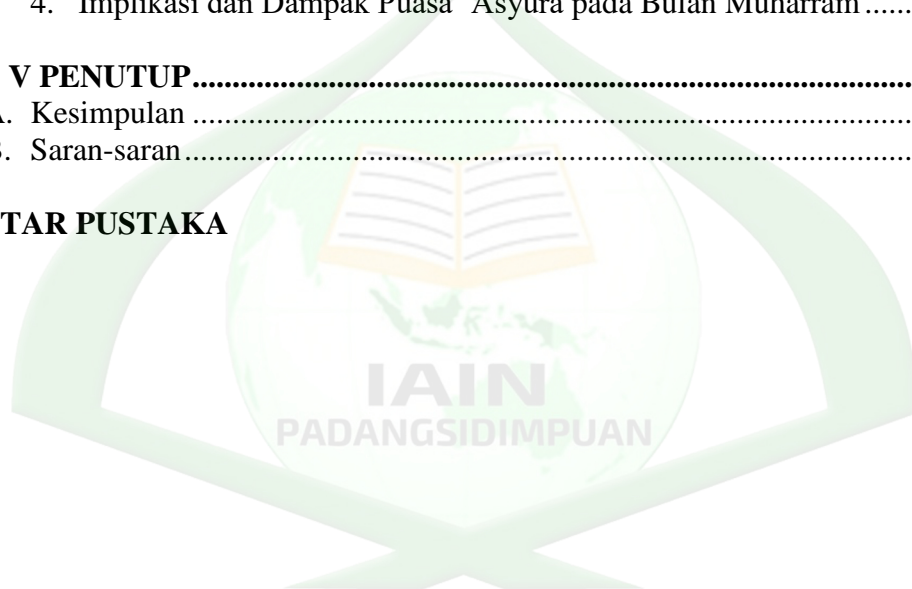 4. Implikasi dan Dampak Puasa ‘Asyura pada Bulan Muharram ......
V PENUTUP.......................................................................................
. Kesimpulan .......................................................................................
. Saran-saran.......................................................................................
TAR PUSTAKA
IAIN
PADANGSIDIMPUAN